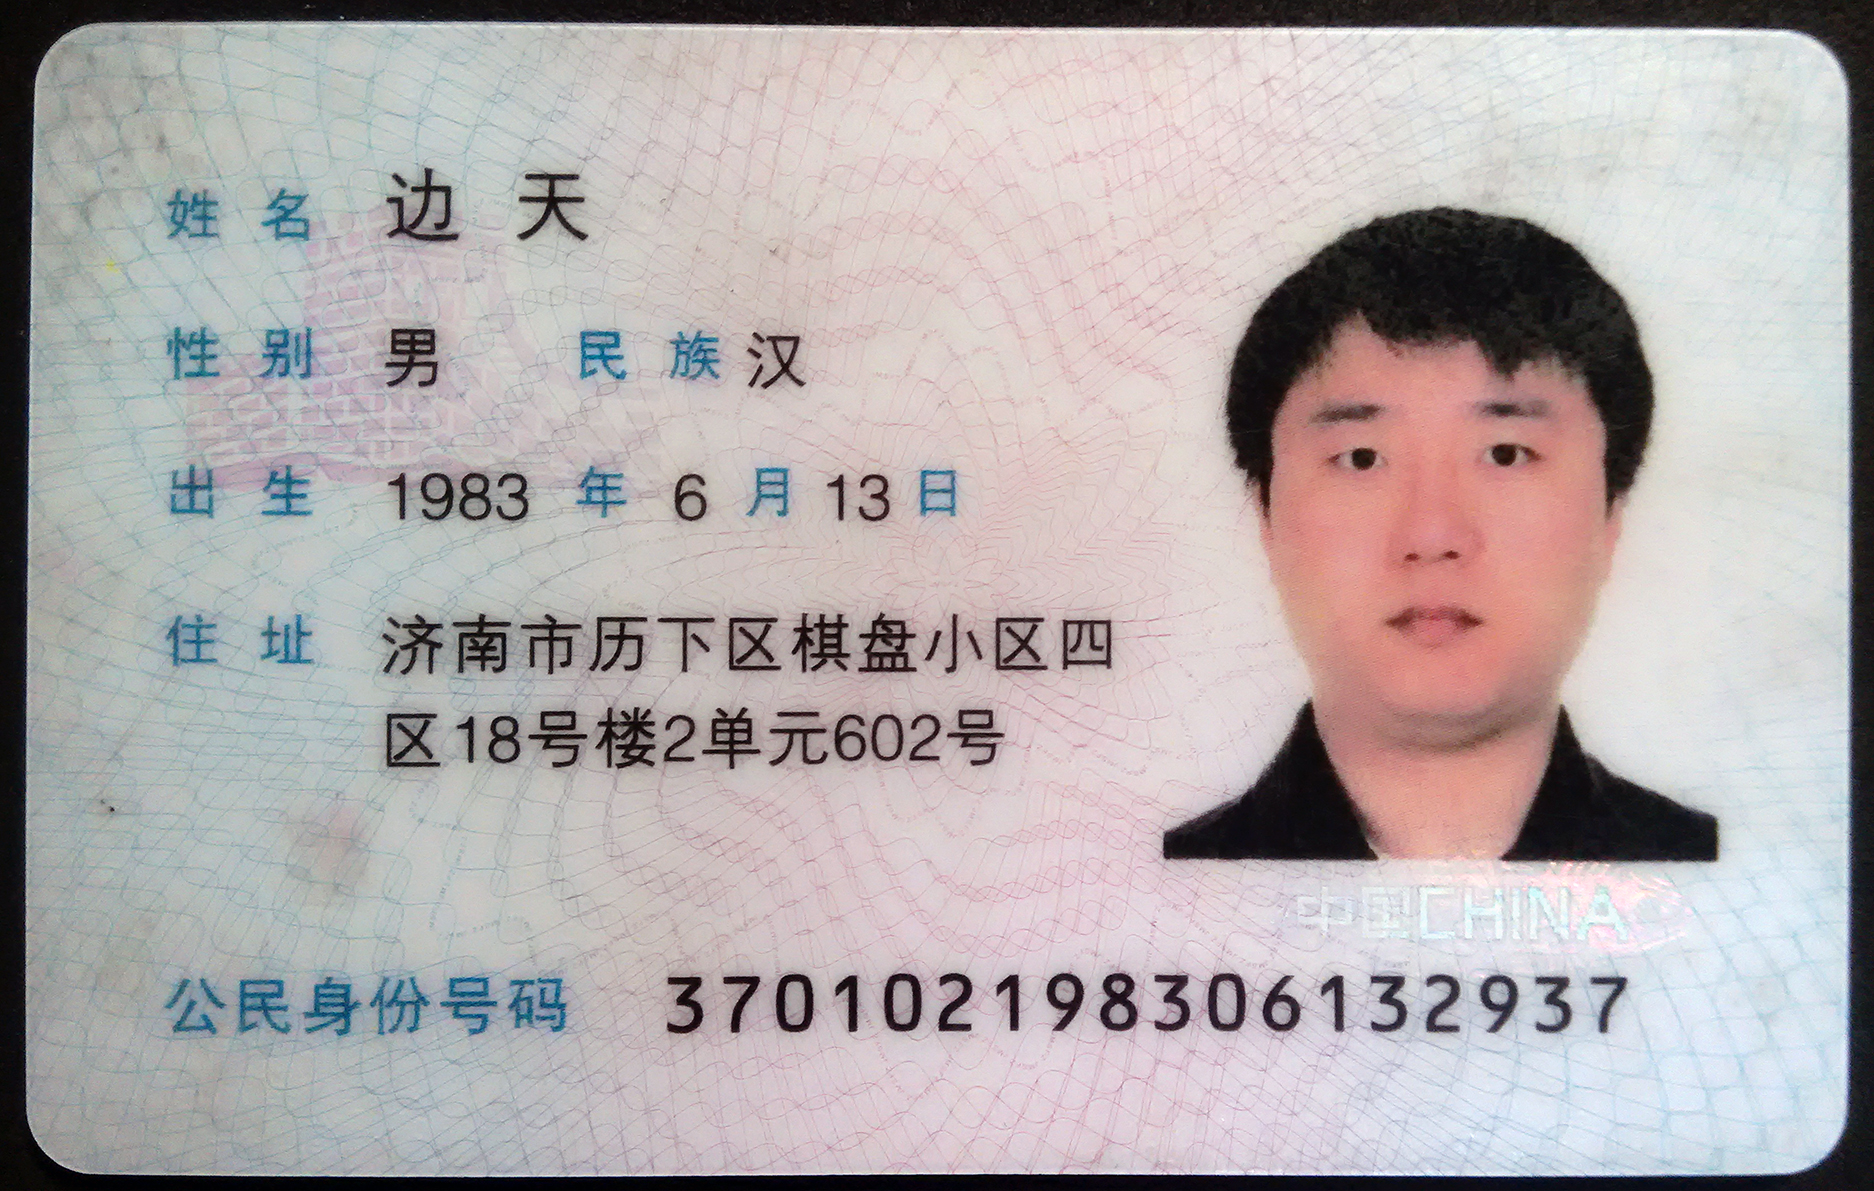 姓名 边天
性别 男 民族 汉
出生 1983 年 6 月 13 日
住址 济南市历下区棋盘小区四
区18号楼2单元602号
中国CHINA
公民身份号码 370102198306132937